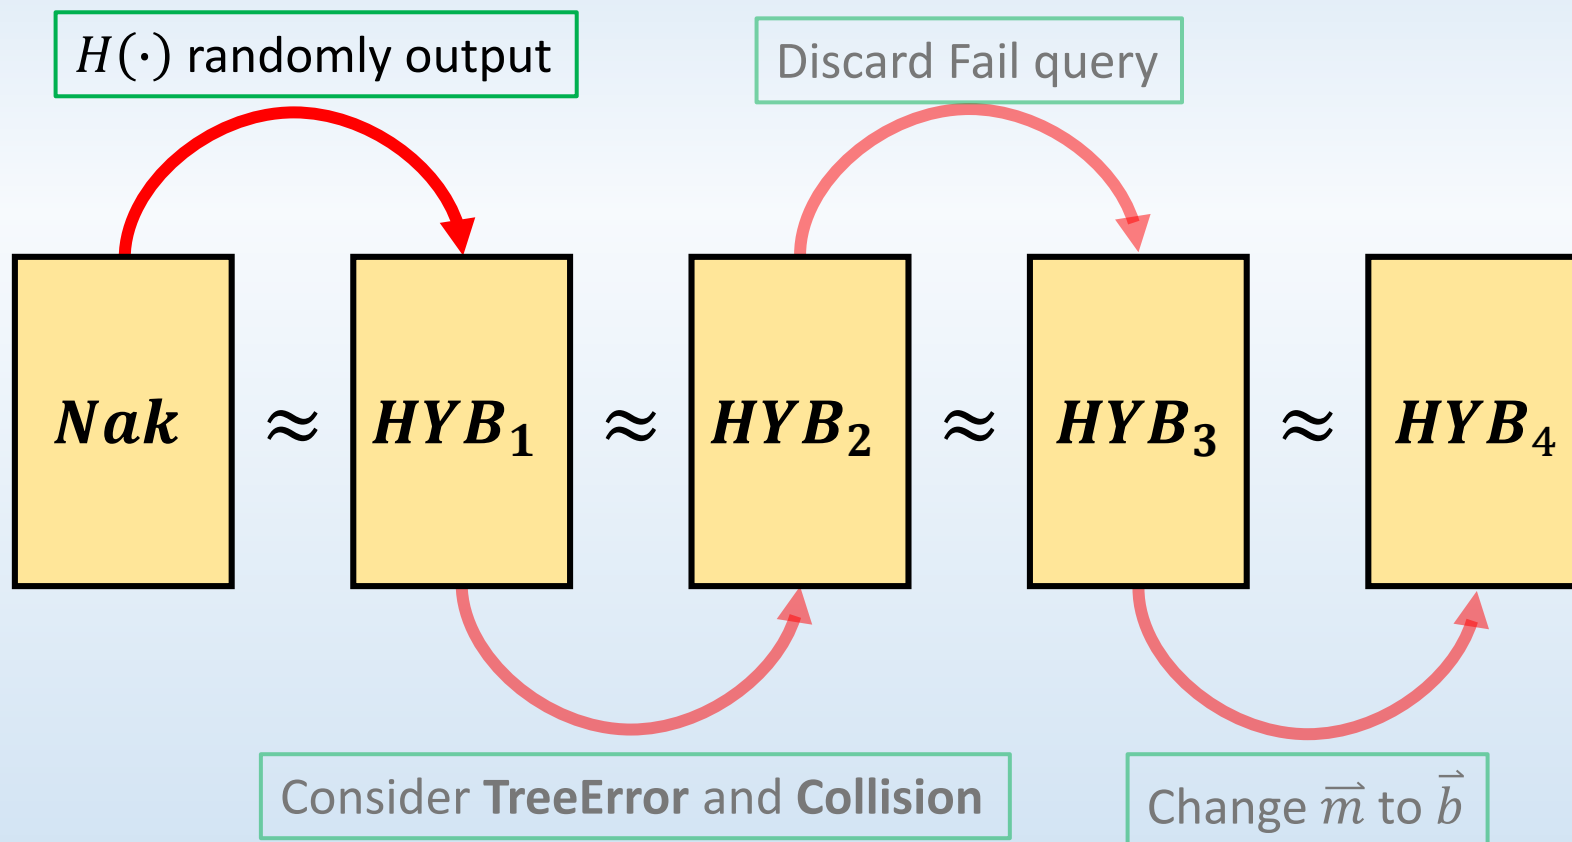 H(·) randomly output
Discard Fail query
Nak ≈ HYB₁ ≈ HYB₂ ≈ HYB₃ ≈ HYB₄
Consider TreeError and Collision
Change m⃗ to b⃗